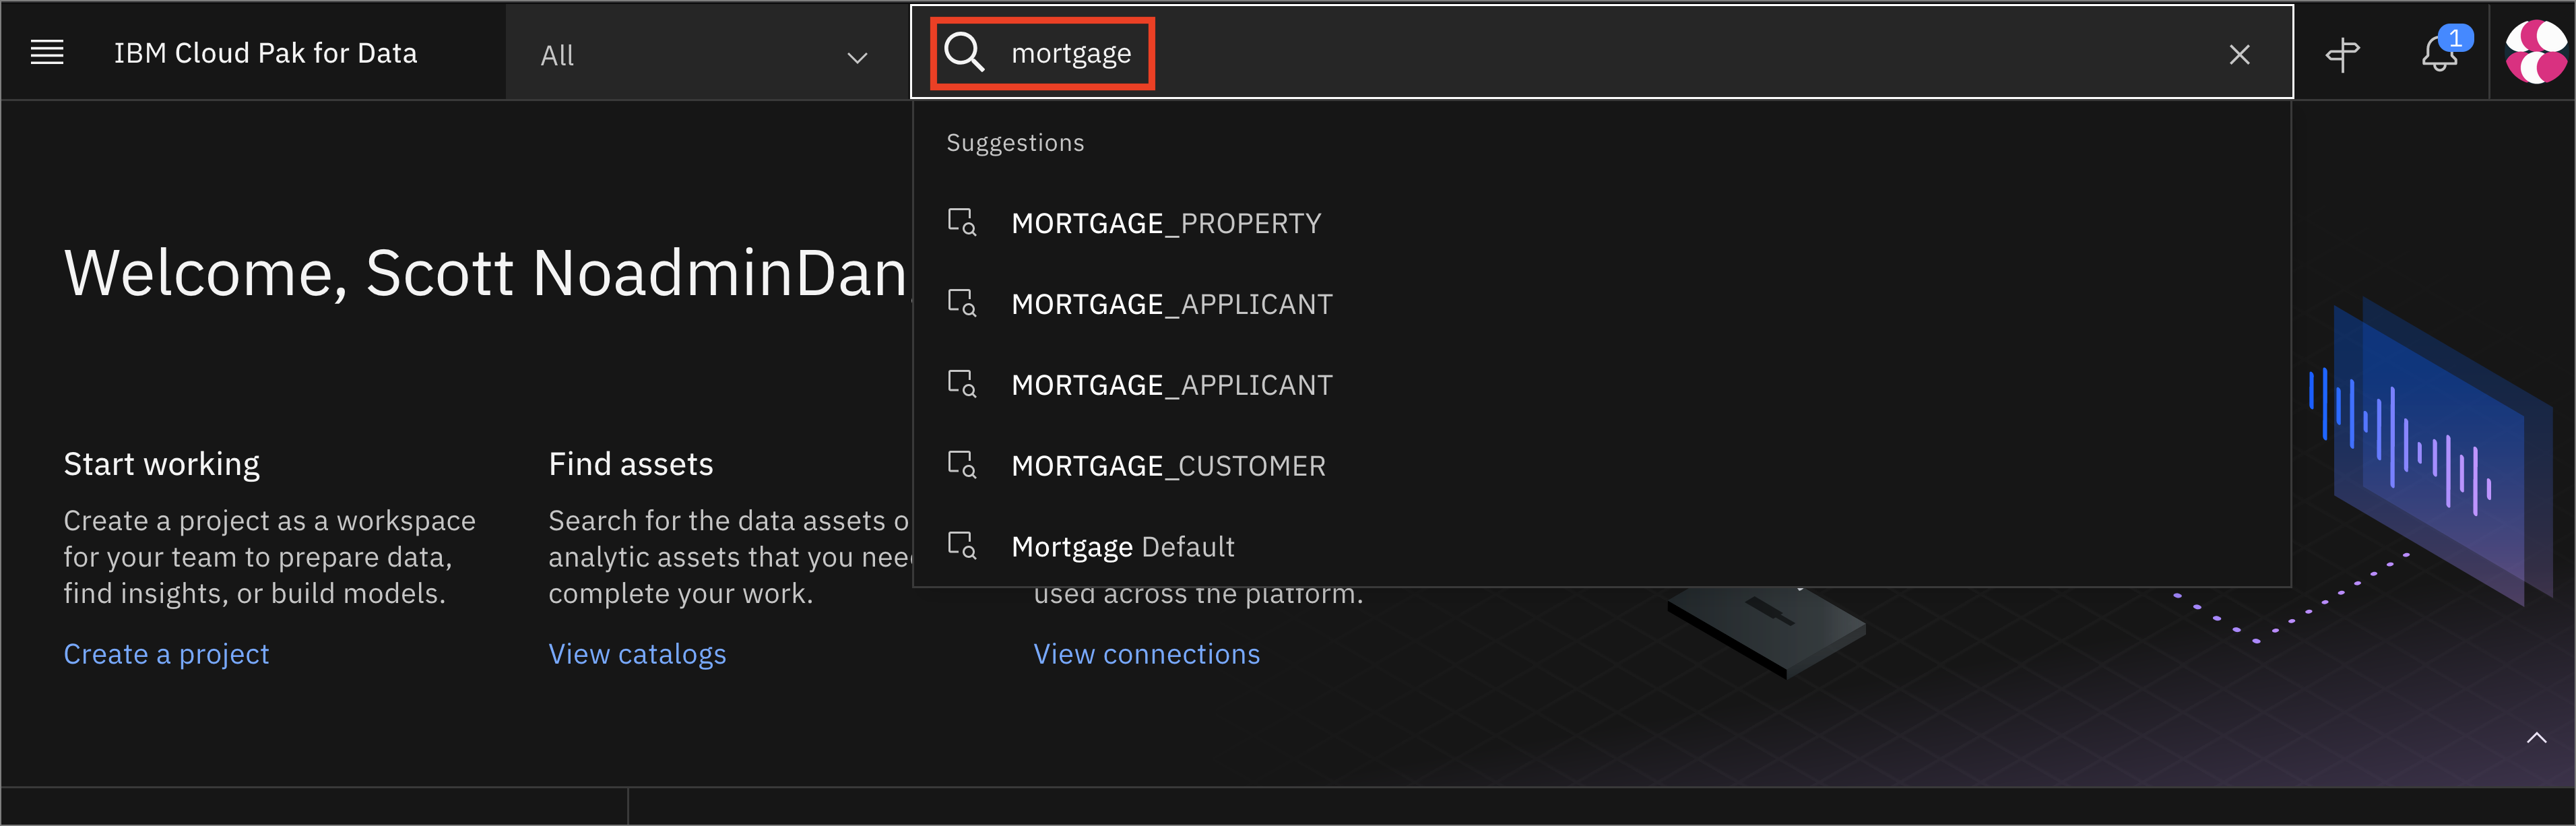 IBM Cloud Pak for Data
All
mortgage
1
Suggestions
MORTGAGE_PROPERTY
MORTGAGE_APPLICANT
MORTGAGE_APPLICANT
MORTGAGE_CUSTOMER
Mortgage Default
Welcome, Scott NoadminDan
Start working
Create a project as a workspace
for your team to prepare data,
find insights, or build models.
Create a project
Find assets
Search for the data assets o
analytic assets that you nee
complete your work.
View catalogs
used across the platform.
View connections